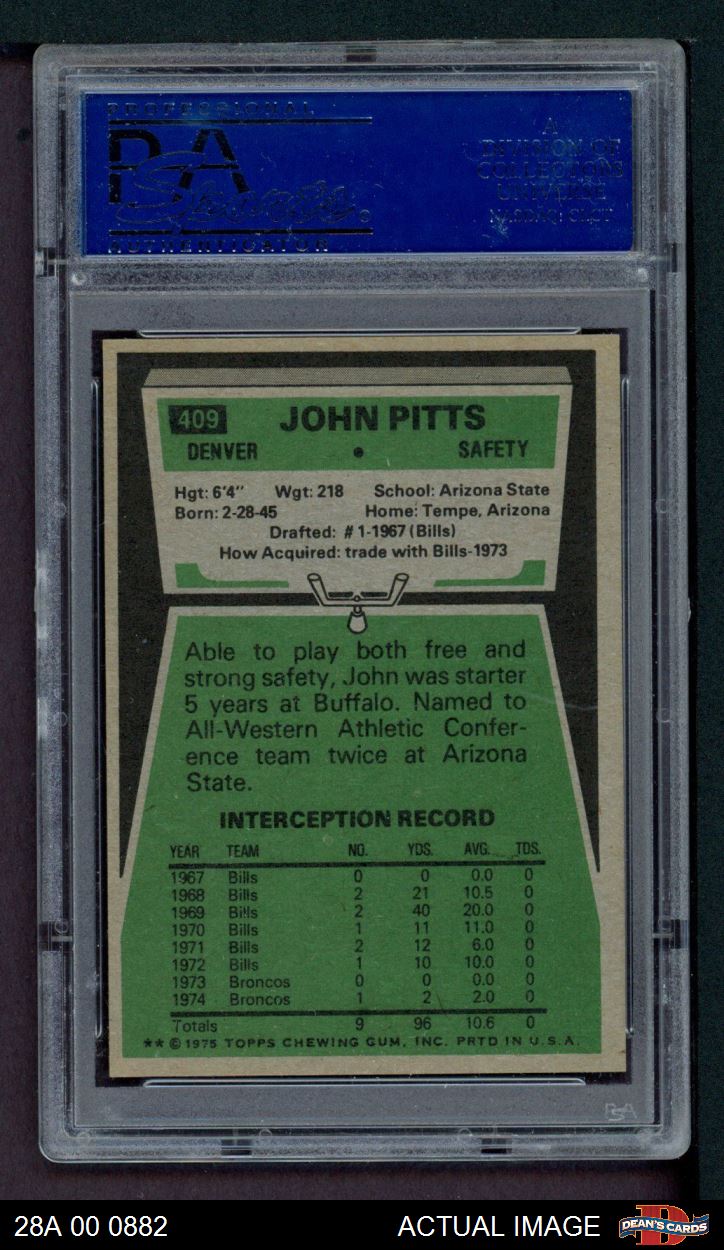 PROFESSIONAL
PSA
Sports
AUTHENTICATOR
A
DIVISION OF
COLLECTORS
UNIVERSE
NASDAQ: CLCT
409 JOHN PITTS
DENVER • SAFETY
Hgt: 6'4" Wgt: 218 School: Arizona State
Born: 2-28-45 Home: Tempe, Arizona
Drafted: #1-1967 (Bills)
How Acquired: trade with Bills-1973
Able to play both free and
strong safety, John was starter
5 years at Buffalo. Named to
All-Western Athletic Confer-
ence team twice at Arizona
State.
INTERCEPTION RECORD
YEAR TEAM NO. YDS. AVG. TDS.
1967 Bills 0 0 0.0 0
1968 Bills 2 21 10.5 0
1969 Bills 2 40 20.0 0
1970 Bills 1 11 11.0 0
1971 Bills 2 12 6.0 0
1972 Bills 1 10 10.0 0
1973 Broncos 0 0 0.0 0
1974 Broncos 1 2 2.0 0
Totals 9 96 10.6 0
** © 1975 TOPPS CHEWING GUM, INC. PRTD IN U.S.A.
PSA
28A 00 0882 ACTUAL IMAGE DEAN'S CARDS